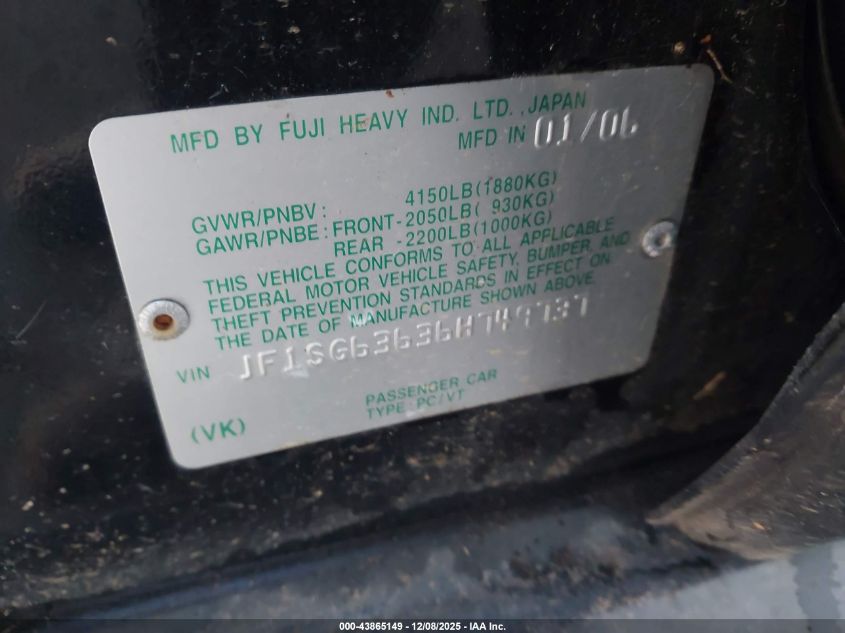 MFD BY FUJI HEAVY IND. LTD., JAPAN
MFD IN 01/06
GVWR/PNBV: 4150LB(1880KG)
GAWR/PNBE: FRONT-2050LB( 930KG)
REAR -2200LB(1000KG)
THIS VEHICLE CONFORMS TO ALL APPLICABLE
FEDERAL MOTOR VEHICLE SAFETY, BUMPER, AND
THEFT PREVENTION STANDARDS IN EFFECT ON
THE DATE OF MANUFACTURE SHOWN ABOVE.
VIN JF1SG63636H749737
PASSENGER CAR
(VK) TYPE PC/VT
000-43865149 - 12/08/2025 - IAA Inc.